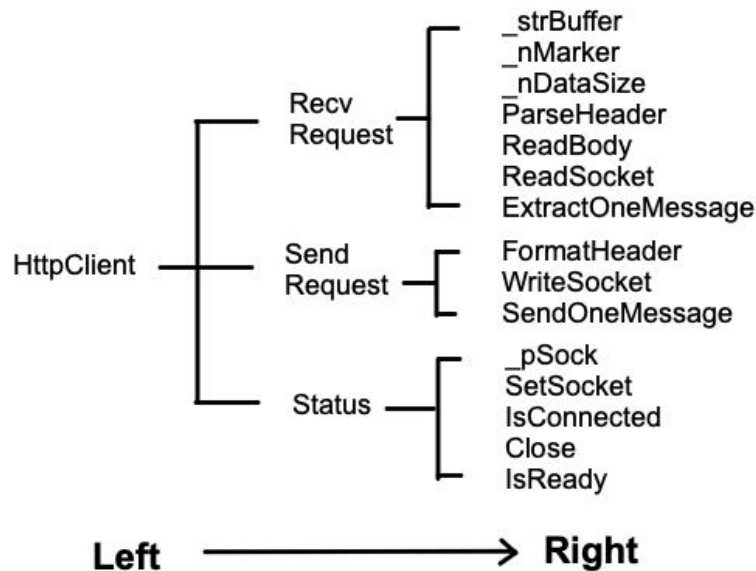 HttpClient
Recv
Request
_strBuffer
_nMarker
_nDataSize
ParseHeader
ReadBody
ReadSocket
ExtractOneMessage
Send
Request
FormatHeader
WriteSocket
SendOneMessage
Status
_pSock
SetSocket
IsConnected
Close
IsReady
Left
Right